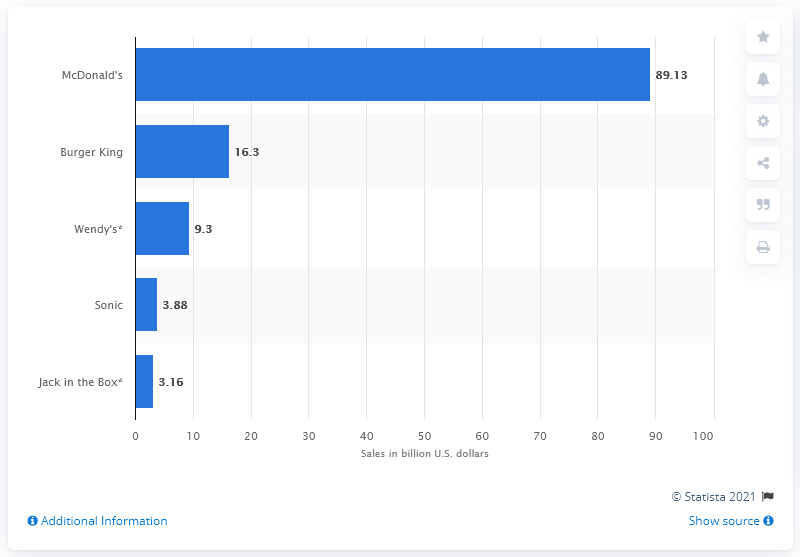 McDonald's
89.13
Burger King
16.3
Wendy's*
9.3
Sonic
3.88
Jack in the Box*
3.16
0 10 20 30 40 50 60 70 80 90 100
Sales in billion U.S. dollars
© Statista 2021
Additional Information
Show source